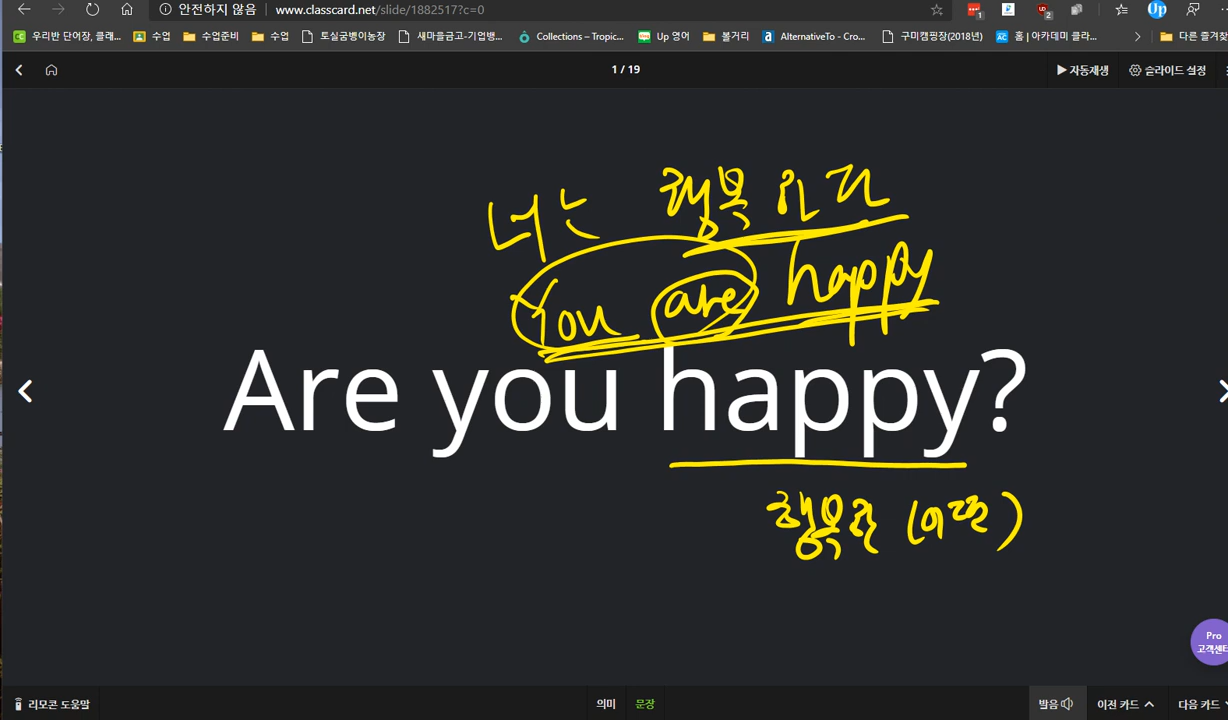 안전하지 않음 www.classcard.net/slide/1882517?c=0
우리반 단어장, 클래... 수업 수업준비 수업 토실굼벵이농장 새마을금고-기업뱅... Collections – Tropic... Up 영어 볼거리 AlternativeTo - Cro... 구미캠핑장(2018년) 홈 | 아카데미 클라... 다른 즐겨찾
1 / 19 자동재생 슬라이드 설정
너는 행복한
You are happy
Are you happy?
행복한
Pro
고객센터
리모콘 도움말 의미 문장 발음 이전 카드 다음 카드